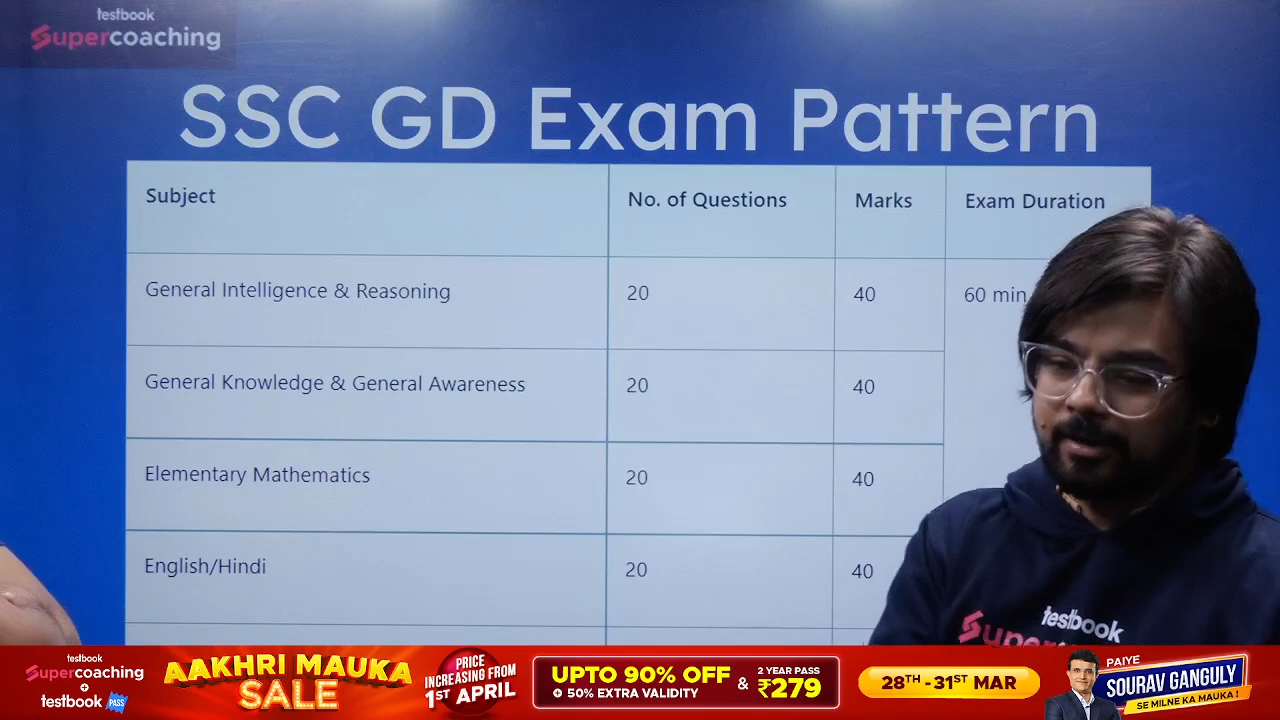 testbook
Supercoaching
SSC GD Exam Pattern
Subject No. of Questions Marks Exam Duration
General Intelligence & Reasoning 20 40 60 min
General Knowledge & General Awareness 20 40
Elementary Mathematics 20 40
English/Hindi 20 40
testbook
testbook
Supercoaching
+
testbook PASS
AAKHRI MAUKA
SALE
PRICE
INCREASING FROM
1ST APRIL
UPTO 90% OFF
+ 50% EXTRA VALIDITY
&
2 YEAR PASS
₹279
28TH - 31ST MAR
PAIYE
SOURAV GANGULY
SE MILNE KA MAUKA !